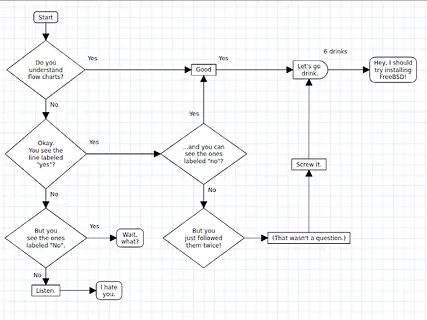 Start
Do you
understand
flow charts?
Yes
Good
Yes
Let's go
drink.
6 drinks
Hey, I should
try installing
FreeBSD!
No
Okay.
You see the
line labeled
"yes"?
Yes
...and you can
see the ones
labeled "no"?
Yes
Screw it.
No
No
But you
see the ones
labeled "No".
Yes
Wait,
what?
But you
just followed
them twice!
(That wasn't a question.)
No
Listen.
I hate
you.